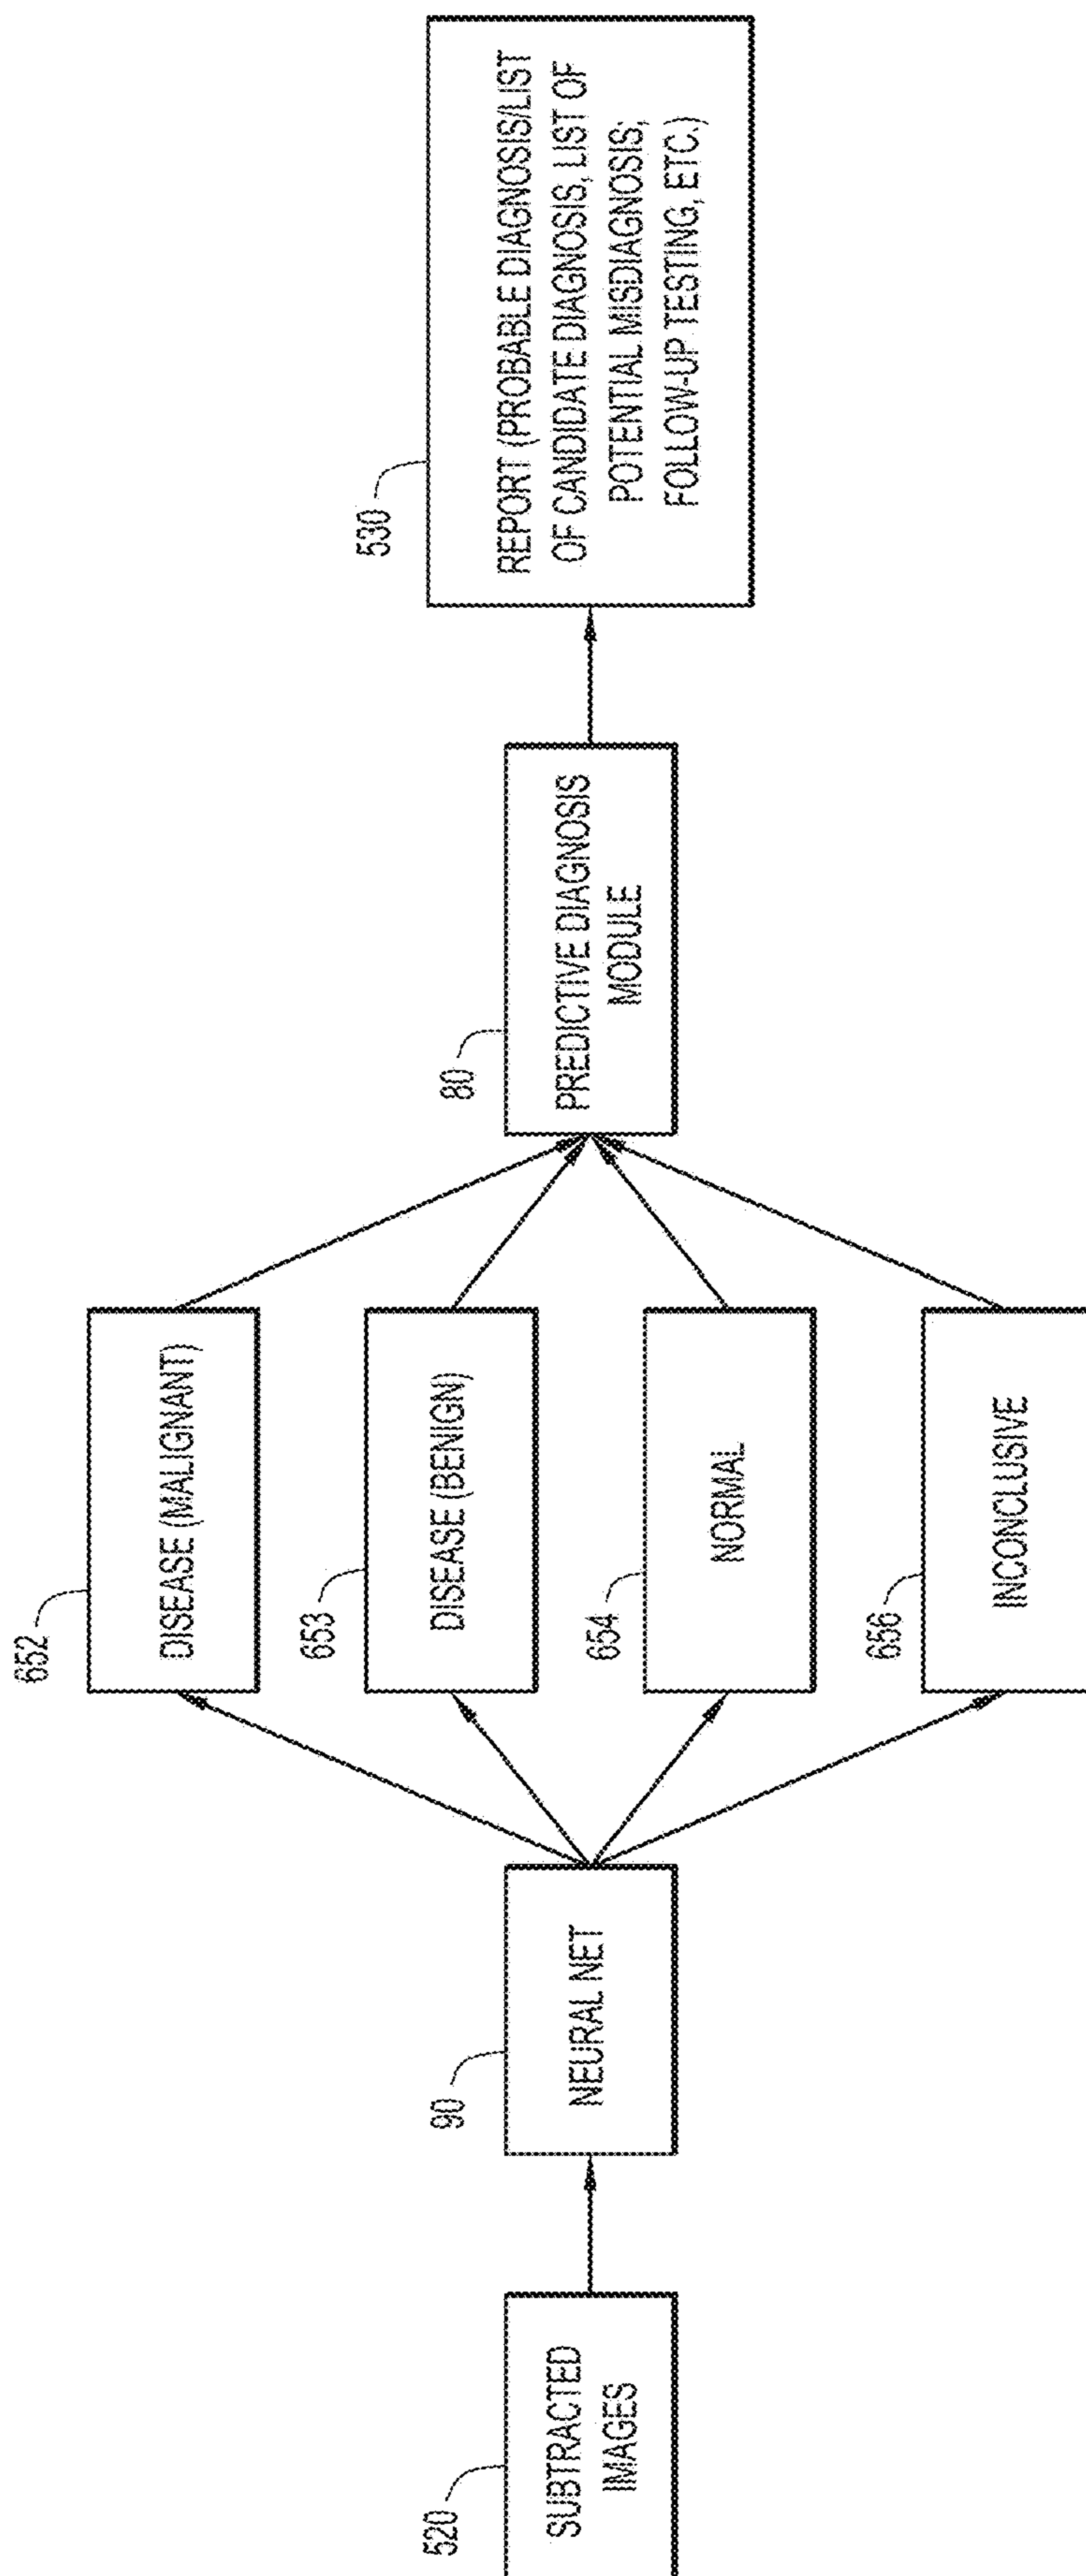 520
SUBTRACTED
IMAGES
90
NEURAL NET
652
DISEASE (MALIGNANT)
653
DISEASE (BENIGN)
654
NORMAL
656
INCONCLUSIVE
80
PREDICTIVE DIAGNOSIS
MODULE
530
REPORT (PROBABLE DIAGNOSIS/LIST
OF CANDIDATE DIAGNOSIS, LIST OF
POTENTIAL MISDIAGNOSIS;
FOLLOW-UP TESTING, ETC.)